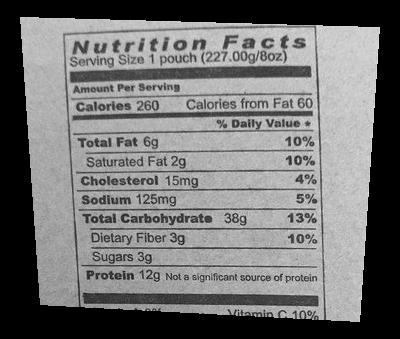 Nutrition Facts
Serving Size 1 pouch (227.00g/8oz)
Amount Per Serving
Calories 260 Calories from Fat 60
% Daily Value *
Total Fat 6g 10%
Saturated Fat 2g 10%
Cholesterol 15mg 4%
Sodium 125mg 5%
Total Carbohydrate 38g 13%
Dietary Fiber 3g 10%
Sugars 3g
Protein 12g Not a significant source of protein
Vitamin C 10%